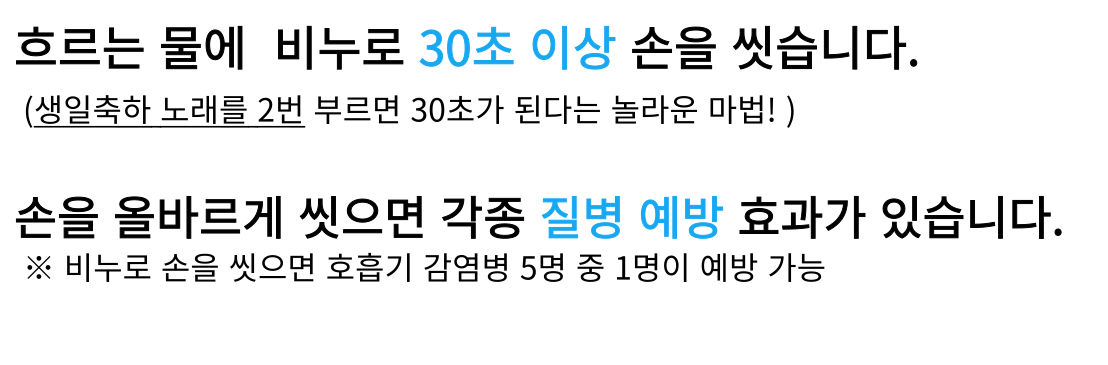 흐르는 물에  비누로 30초 이상 손을 씻습니다.
(생일축하 노래를 2번 부르면 30초가 된다는 놀라운 마법! )
손을 올바르게 씻으면 각종 질병 예방 효과가 있습니다.
※ 비누로 손을 씻으면 호흡기 감염병 5명 중 1명이 예방 가능